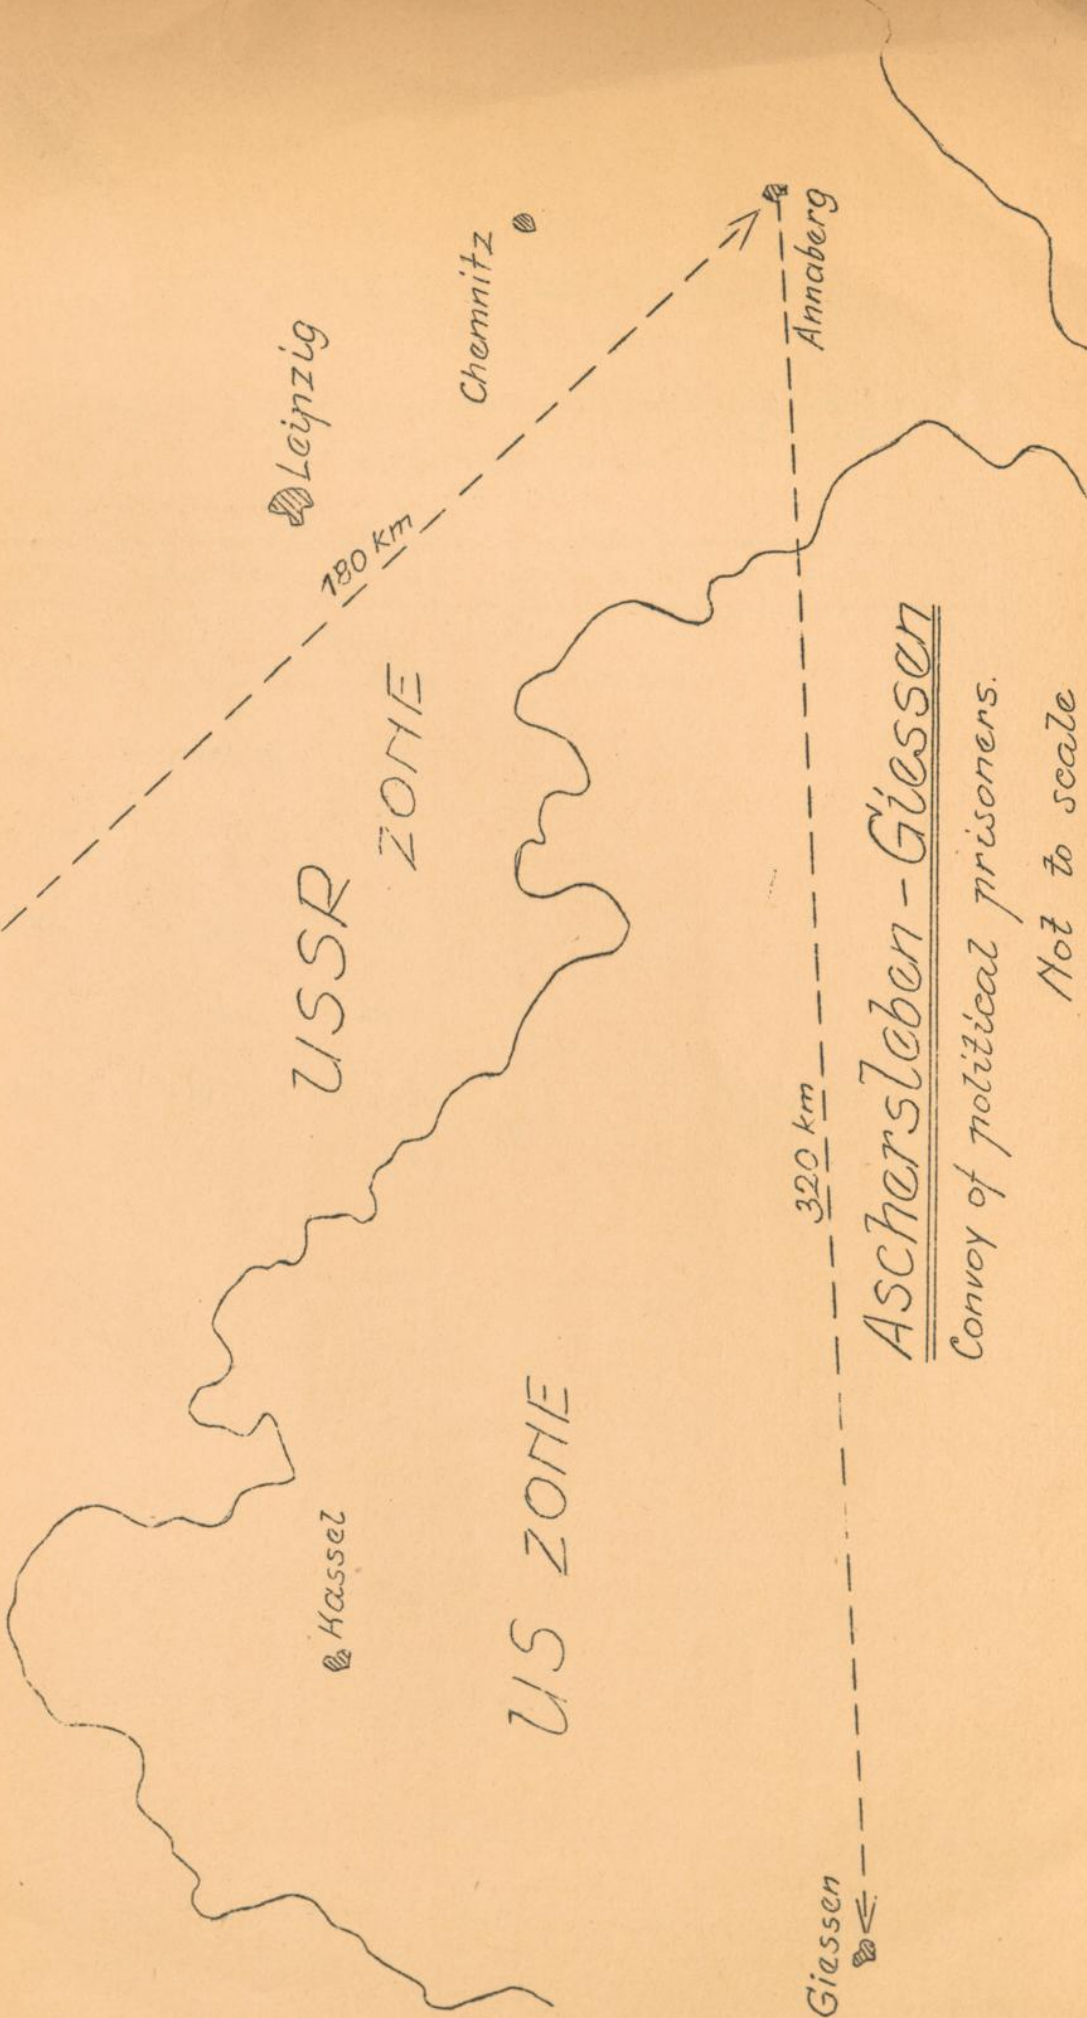 Leipzig
Chemnitz
Annaberg
180 km
USSR
ZONE
Kassel
US ZONE
Giessen
320 km
Aschersleben - Giessen
Convoy of political prisoners.
Not to scale